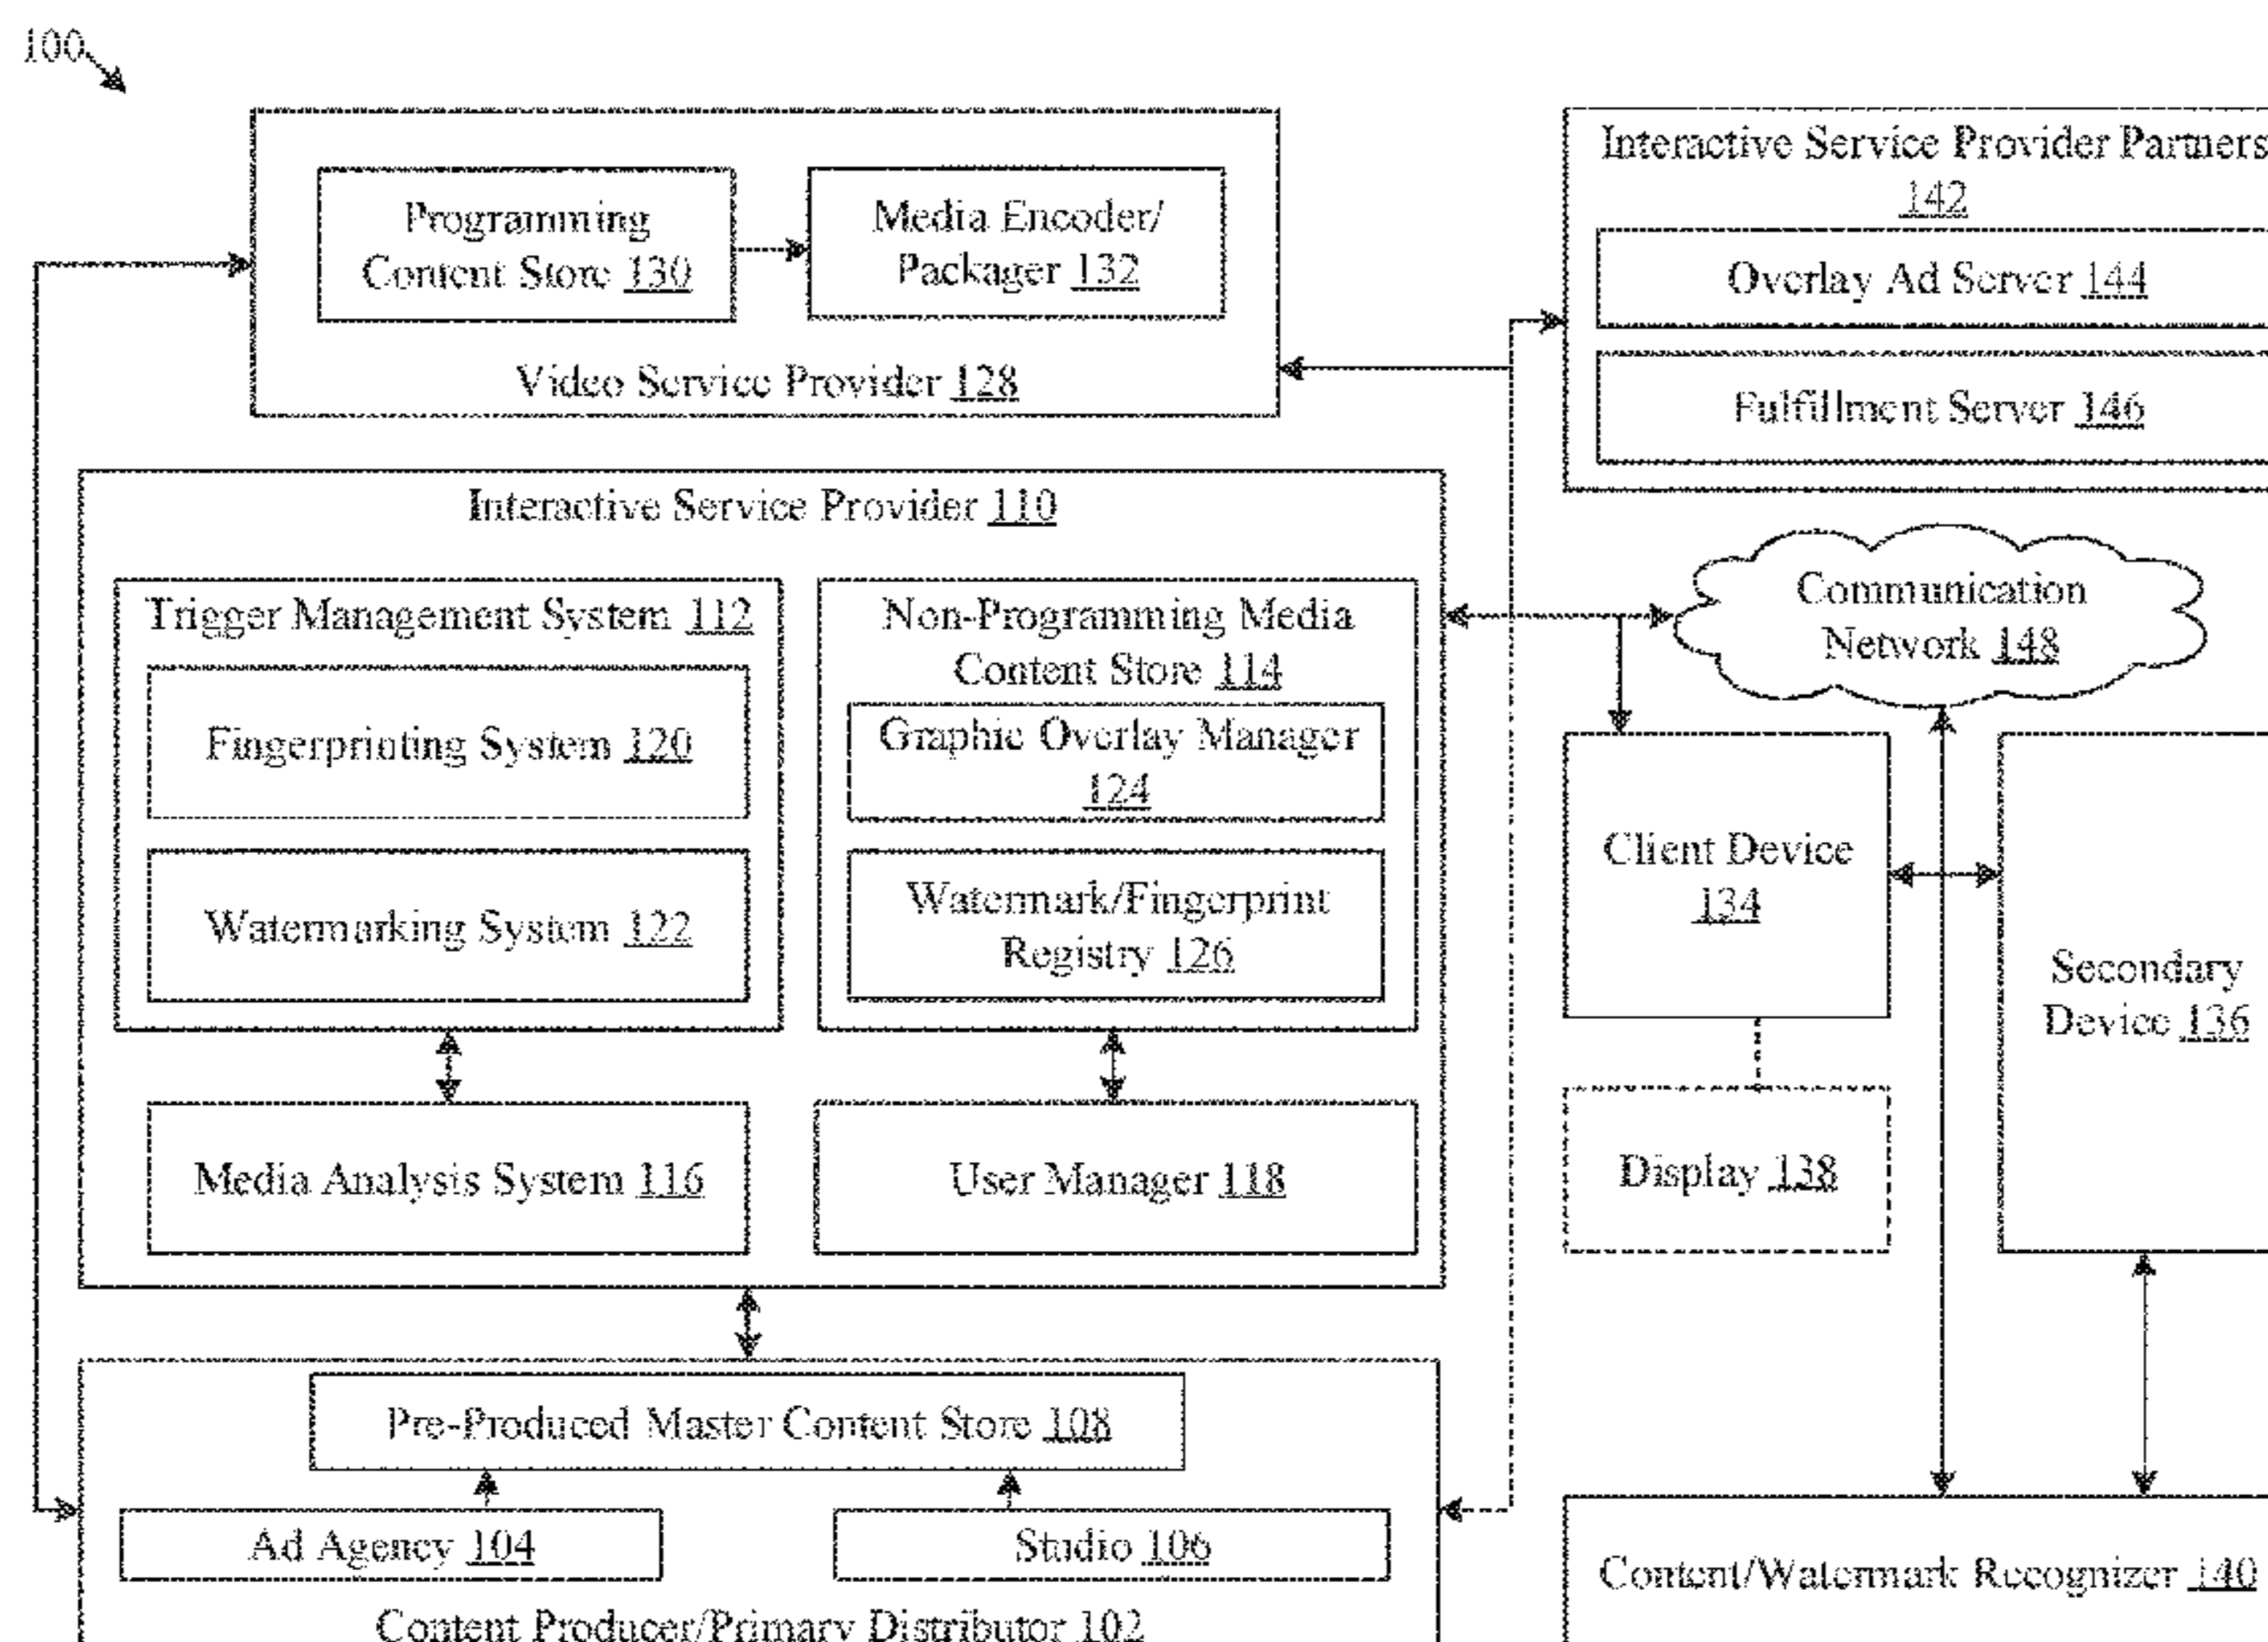 100
Programming
Content Store 130
Media Encoder/
Packager 132
Video Service Provider 128
Interactive Service Provider Partners
142
Overlay Ad Server 144
Fulfillment Server 146
Interactive Service Provider 110
Trigger Management System 112
Fingerprinting System 120
Watermarking System 122
Non-Programming Media
Content Store 114
Graphic Overlay Manager
124
Watermark/Fingerprint
Registry 126
Media Analysis System 116
User Manager 118
Communication
Network 148
Client Device
134
Secondary
Device 136
Display 138
Pre-Produced Master Content Store 108
Ad Agency 104
Studio 106
Content Producer/Primary Distributor 102
Content/Watermark Recognizer 140